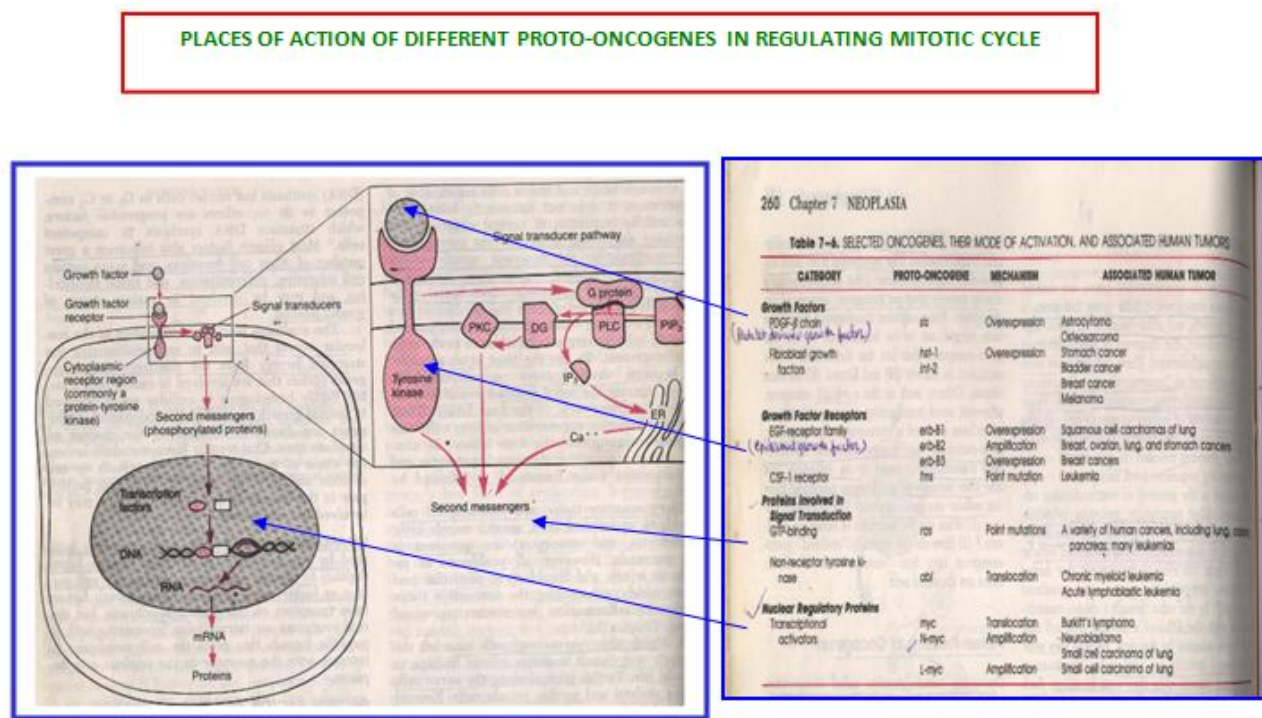 PLACES OF ACTION OF DIFFERENT PROTO-ONCOGENES IN REGULATING MITOTIC CYCLE
Growth factor
Growth factor
receptor
Signal transducers
Cytoplasmic
receptor region
(commonly a
protein-tyrosine
kinase)
Second messengers
(phosphorylated proteins)
Transcription
factors
DNA
RNA
mRNA
Proteins
Signal transducer pathway
G protein
PKC
DG
PLC
PIP₂
IP₃
Tyrosine
kinase
ER
Ca++
Second messengers
260 Chapter 7 NEOPLASIA
Table 7–6. SELECTED ONCOGENES, THEIR MODE OF ACTIVATION, AND ASSOCIATED HUMAN TUMORS
CATEGORY PROTO-ONCOGENE MECHANISM ASSOCIATED HUMAN TUMOR
Growth Factors
PDGF-β chain sis Overexpression Astrocytoma
(Platelet derived growth factors) Osteosarcoma
Fibroblast growth hst-1 Overexpression Stomach cancer
factors int-2 Bladder cancer
Breast cancer
Melanoma
Growth Factor Receptors
EGF-receptor family erb-B1 Overexpression Squamous cell carcinomas of lung
(epidermal growth factor) erb-B2 Amplification Breast, ovarian, lung, and stomach cancers
erb-B3 Overexpression Breast cancers
CSF-1 receptor fms Point mutation Leukemia
Proteins Involved in
Signal Transduction
GTP-binding ras Point mutations A variety of human cancers, including lung, colon,
pancreas; many leukemias
Non-receptor tyrosine ki-
nase abl Translocation Chronic myeloid leukemia
Acute lymphoblastic leukemia
Nuclear Regulatory Proteins
Transcriptional myc Translocation Burkitt's lymphoma
activators N-myc Amplification Neuroblastoma
Small cell carcinoma of lung
L-myc Amplification Small cell carcinoma of lung